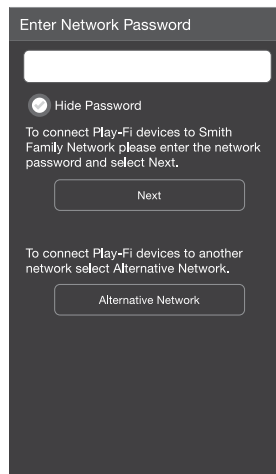 Enter Network Password
Hide Password
To connect Play-Fi devices to Smith
Family Network please enter the network
password and select Next.
Next
To connect Play-Fi devices to another
network select Alternative Network.
Alternative Network